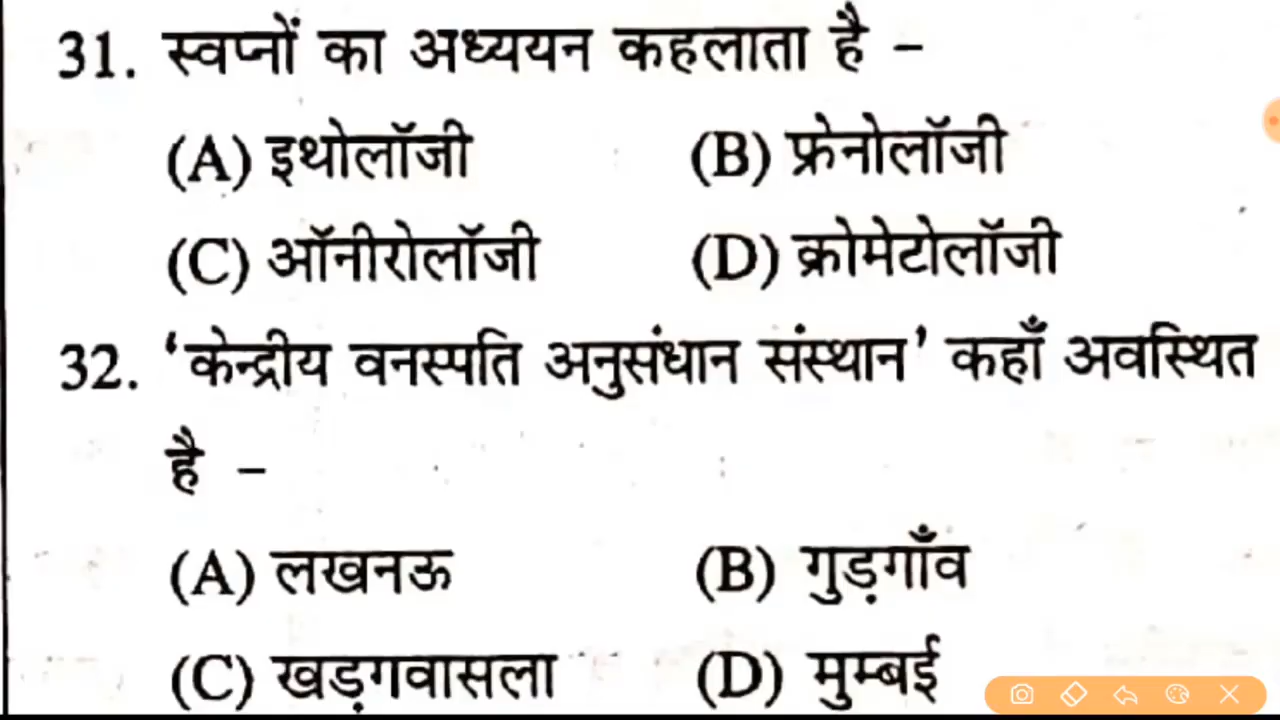 31. स्वप्नों का अध्ययन कहलाता है –
(A) इथोलॉजी (B) फ्रेनोलॉजी
(C) ऑनीरोलॉजी (D) क्रोमेटोलॉजी
32. ‘केन्द्रीय वनस्पति अनुसंधान संस्थान’ कहाँ अवस्थित
है –
(A) लखनऊ (B) गुड़गाँव
(C) खड़गवासला (D) मुम्बई